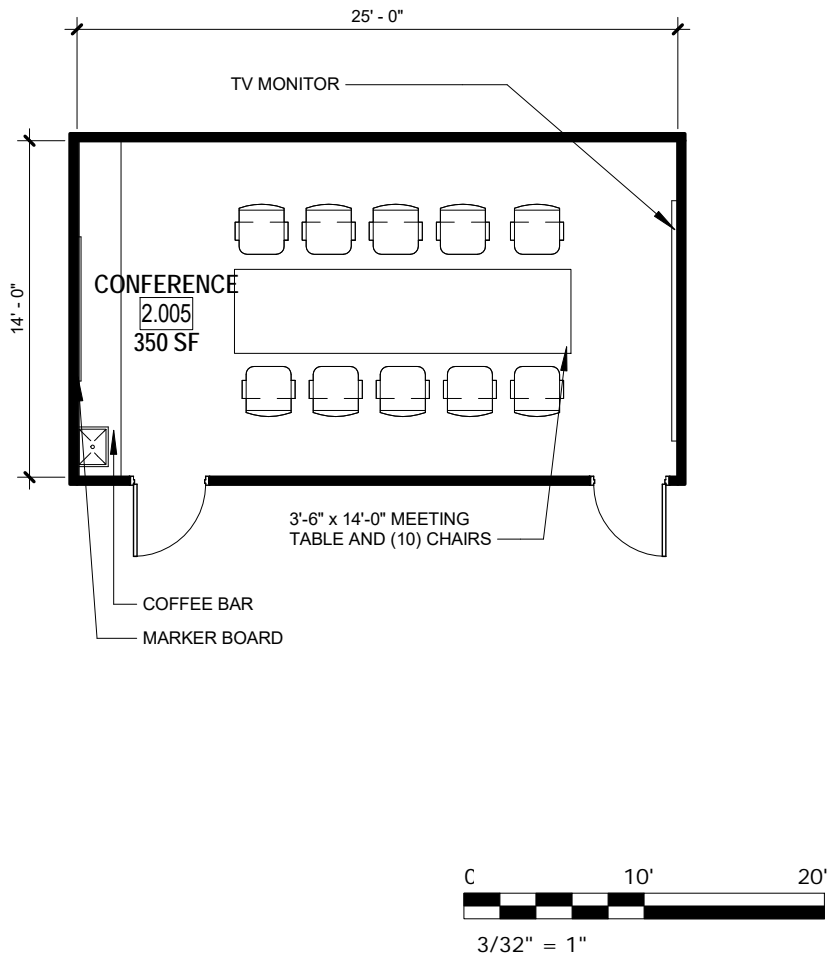 25' - 0"
TV MONITOR
14' - 0"
CONFERENCE
2.005
350 SF
3'-6" x 14'-0" MEETING
TABLE AND (10) CHAIRS
COFFEE BAR
MARKER BOARD
0 10' 20'
3/32" = 1"